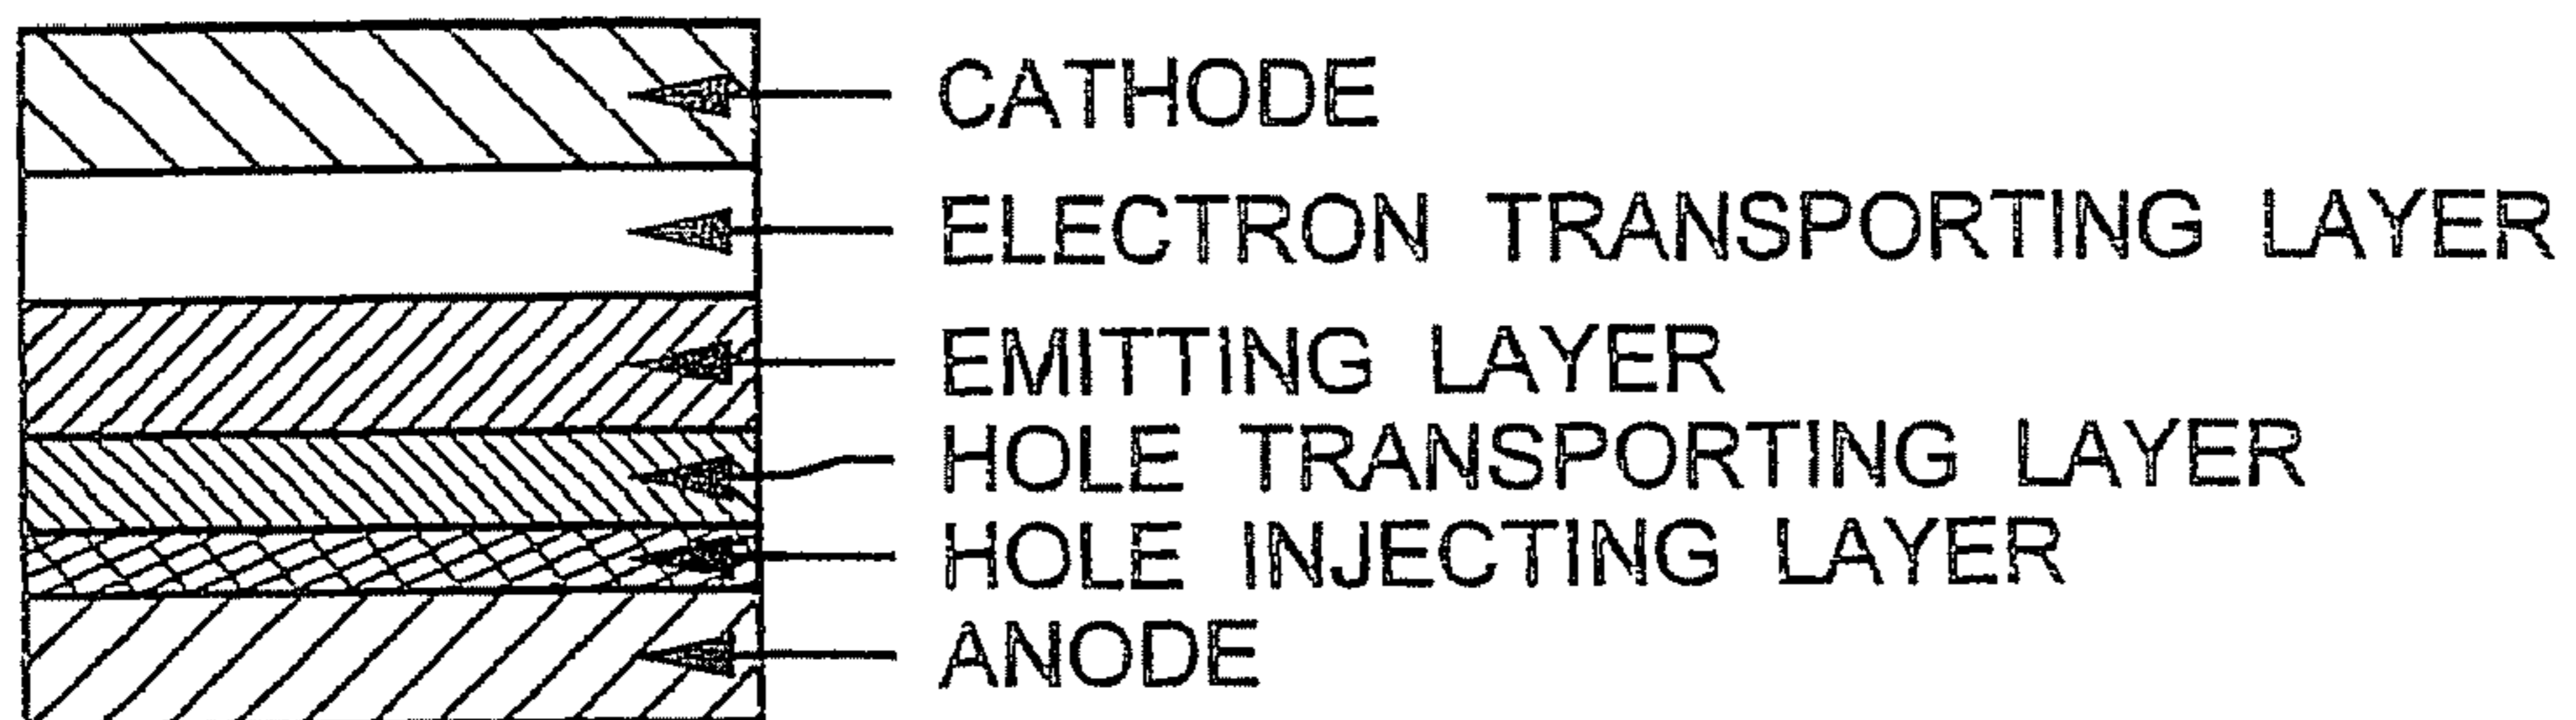 CATHODE
ELECTRON TRANSPORTING LAYER
EMITTING LAYER
HOLE TRANSPORTING LAYER
HOLE INJECTING LAYER
ANODE